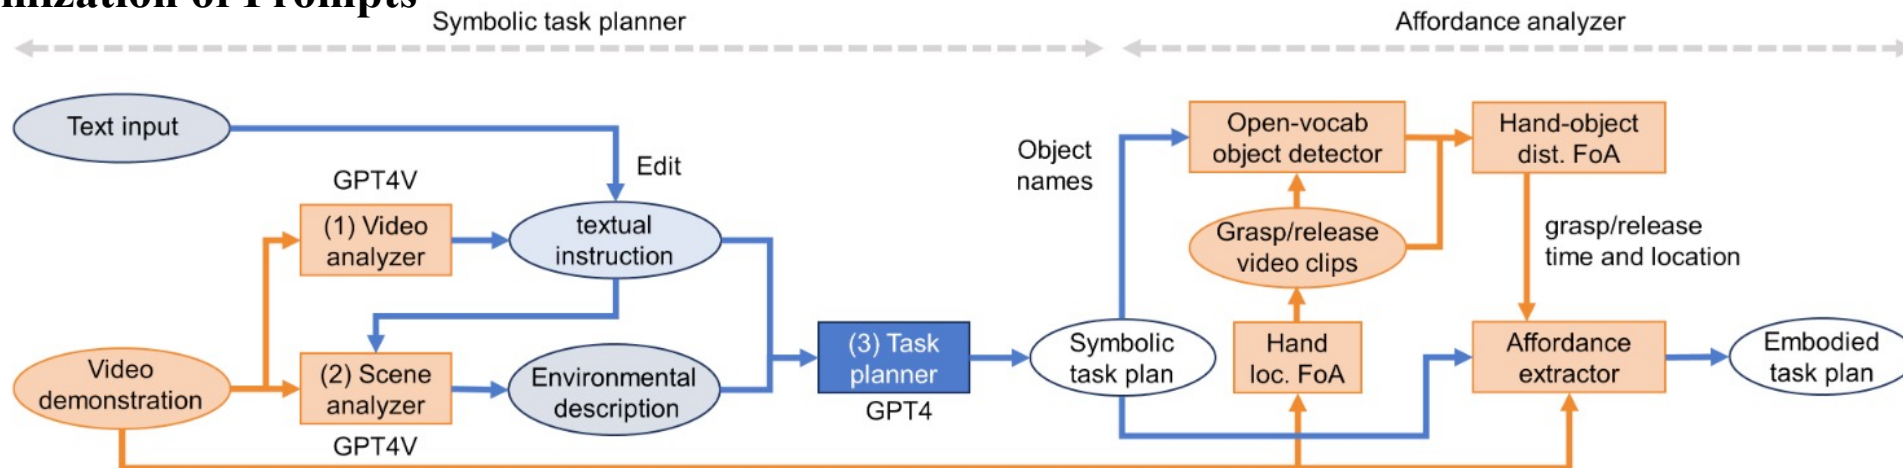 of Prompts
Symbolic task planner
Affordance analyzer
Text input
Edit
GPT4V
(1) Video
analyzer
textual
instruction
Video
demonstration
(2) Scene
analyzer
GPT4V
Environmental
description
(3) Task
planner
GPT4
Symbolic
task plan
Object
names
Open-vocab
object detector
Hand-object
dist. FoA
Grasp/release
video clips
grasp/release
time and location
Hand
loc. FoA
Affordance
extractor
Embodied
task plan